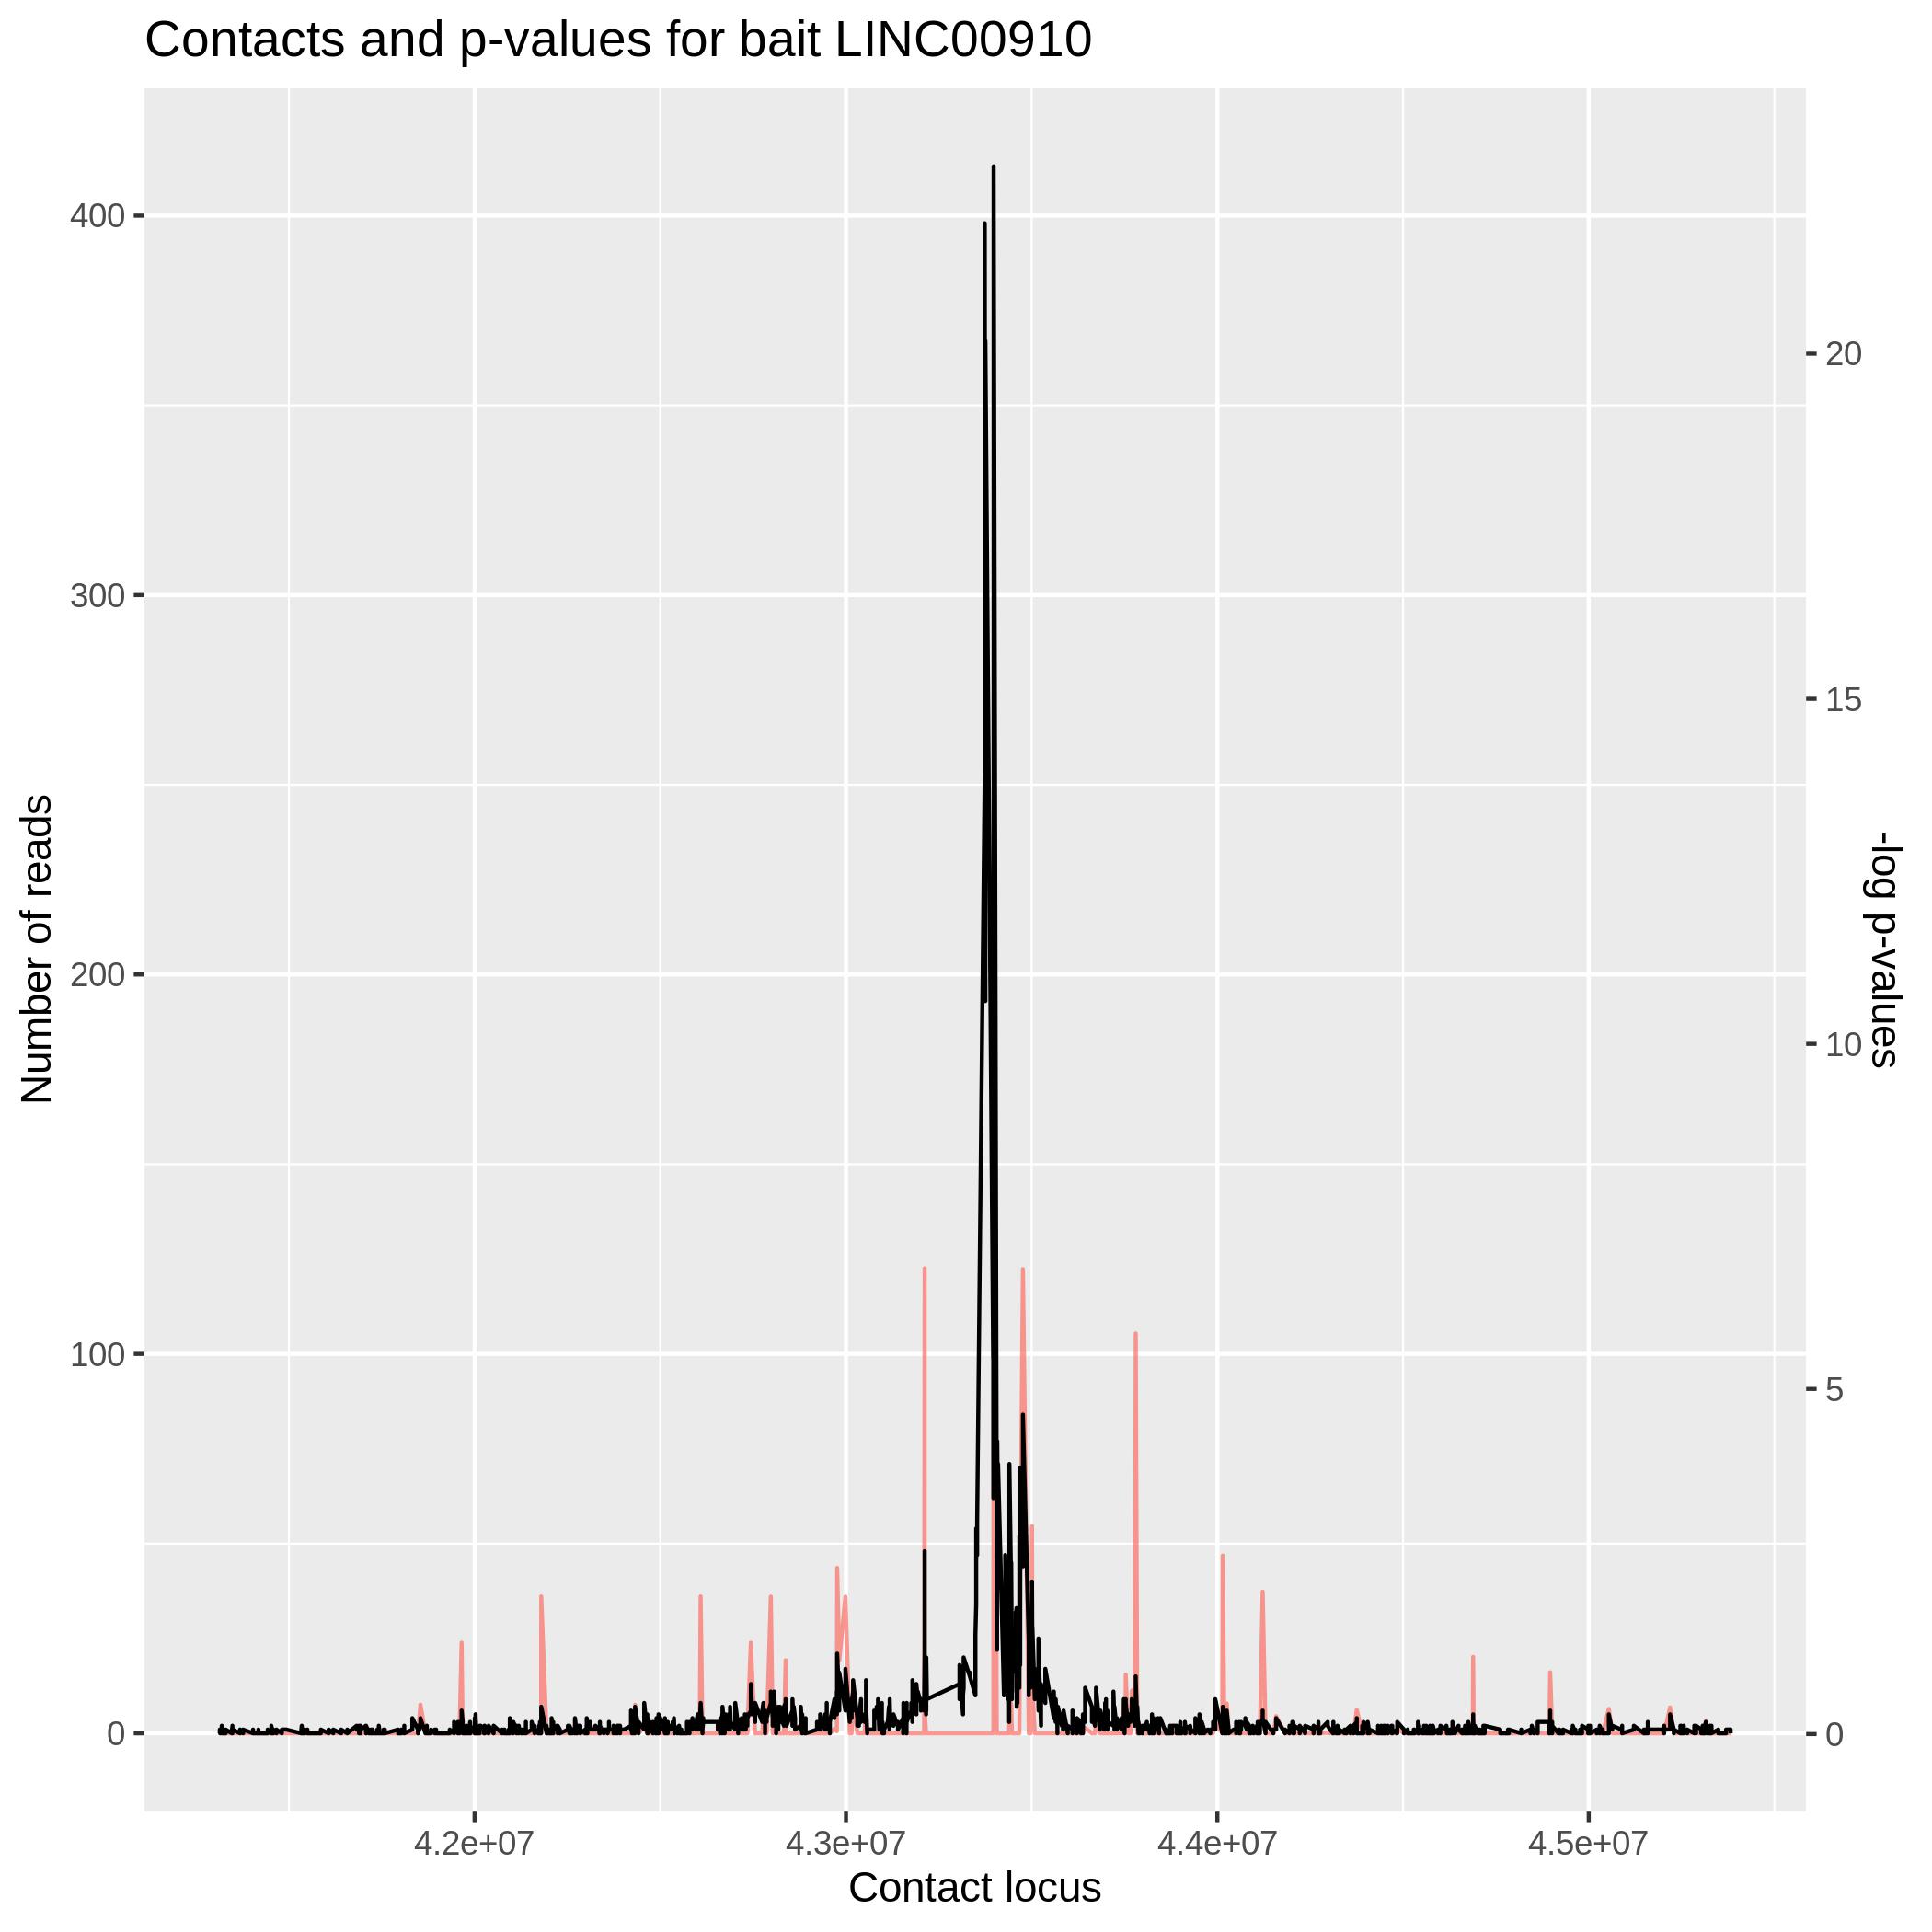 Contacts and p-values for bait LINC00910
Number of reads
400
300
200
100
0
20
15
10
5
0
-log p-values
4.2e+07
4.3e+07
4.4e+07
4.5e+07
Contact locus